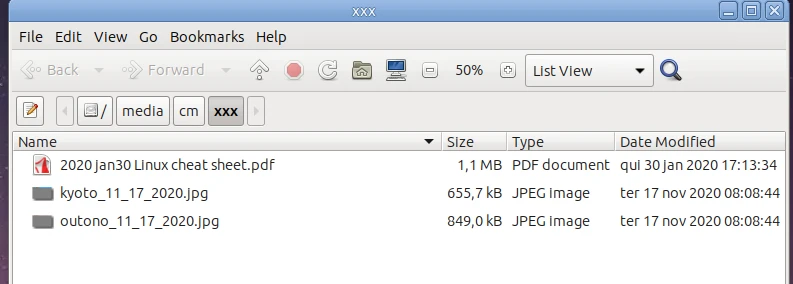 xxx
File Edit View Go Bookmarks Help
Back Forward 50% List View
/ media cm xxx
Name Size Type Date Modified
2020 jan30 Linux cheat sheet.pdf 1,1 MB PDF document qui 30 jan 2020 17:13:34
kyoto_11_17_2020.jpg 655,7 kB JPEG image ter 17 nov 2020 08:08:44
outono_11_17_2020.jpg 849,0 kB JPEG image ter 17 nov 2020 08:08:44